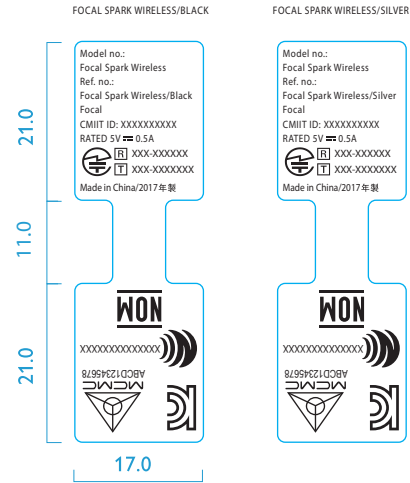 FOCAL SPARK WIRELESS/BLACK
FOCAL SPARK WIRELESS/SILVER
Model no.:
Focal Spark Wireless
Ref. no.:
Focal Spark Wireless/Black
Focal
CMIIT ID: XXXXXXXXXX
RATED 5V 0.5A
R XXX-XXXXXX
T XXX-XXXXXXX
Made in China/2017年製
Model no.:
Focal Spark Wireless
Ref. no.:
Focal Spark Wireless/Silver
Focal
CMIIT ID: XXXXXXXXXX
RATED 5V 0.5A
R XXX-XXXXXX
T XXX-XXXXXXX
Made in China/2017年製
21.0
11.0
21.0
17.0
NOM
XXXXXXXXXXXXXX
ABCD12345678
MCMC
NOM
XXXXXXXXXXXXXX
ABCD12345678
MCMC